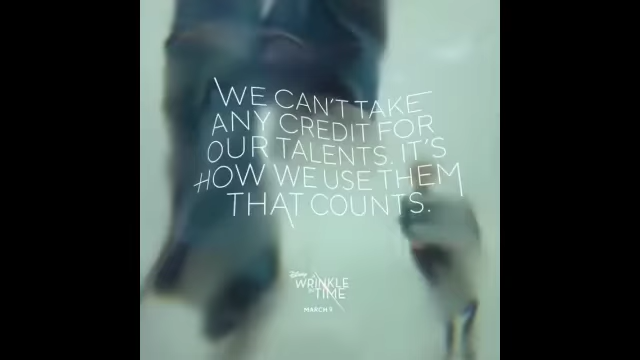 WE CAN'T TAKE
ANY CREDIT FOR
OUR TALENTS. IT'S
HOW WE USE THEM
THAT COUNTS.
Disney
A WRINKLE
IN TIME
MARCH 9